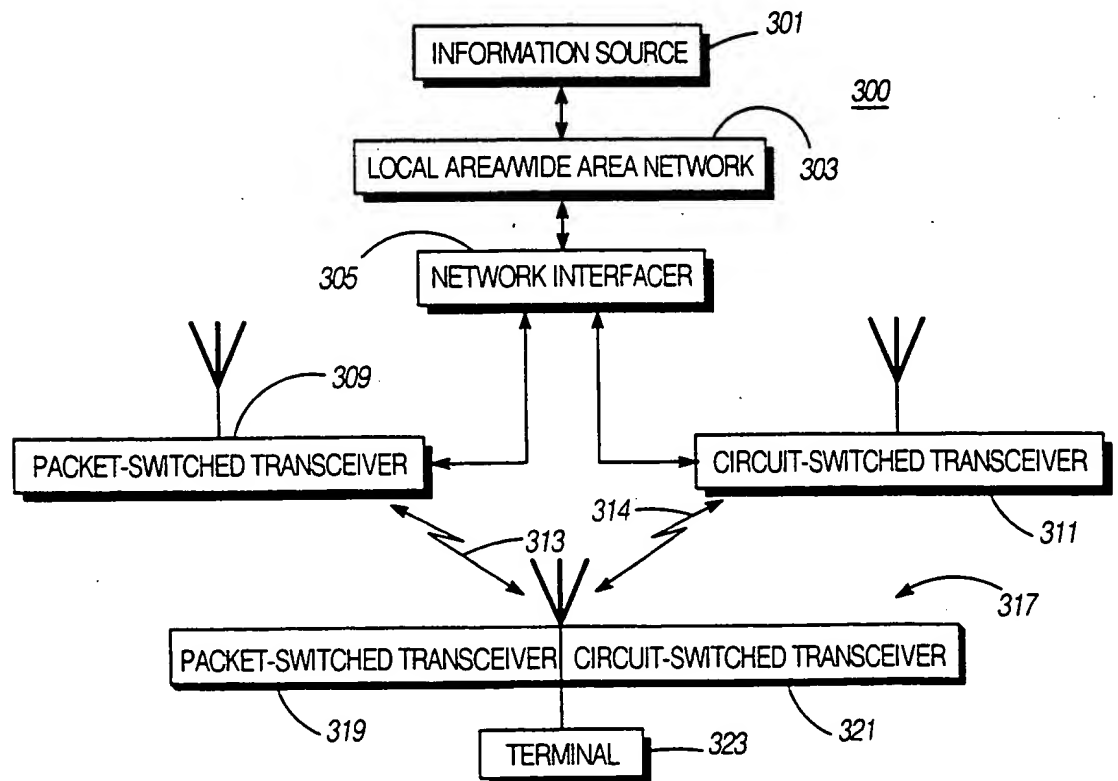 301
INFORMATION SOURCE
300
LOCAL AREA/WIDE AREA NETWORK
303
305
NETWORK INTERFACER
309
PACKET-SWITCHED TRANSCEIVER
CIRCUIT-SWITCHED TRANSCEIVER
314
311
313
317
PACKET-SWITCHED TRANSCEIVER
CIRCUIT-SWITCHED TRANSCEIVER
319
321
TERMINAL
323